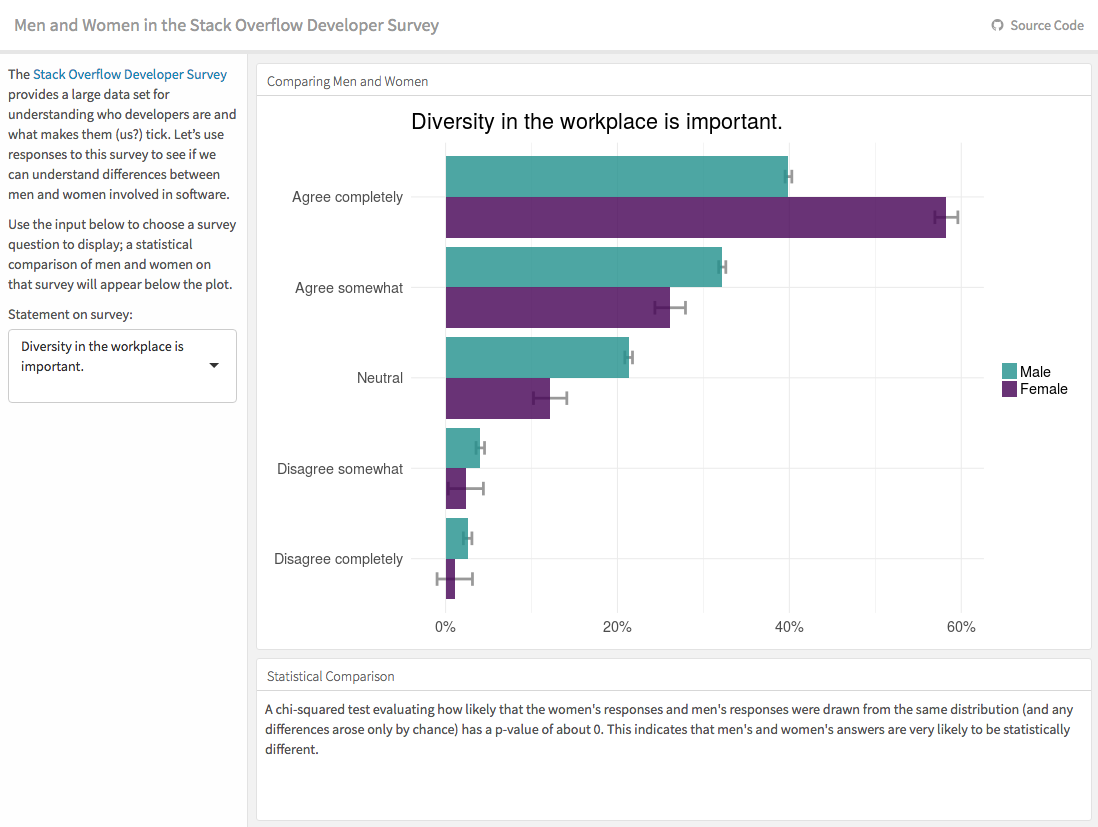 Men and Women in the Stack Overflow Developer Survey
Source Code
The Stack Overflow Developer Survey
provides a large data set for
understanding who developers are and
what makes them (us?) tick. Let's use
responses to this survey to see if we
can understand differences between
men and women involved in software.
Use the input below to choose a survey
question to display; a statistical
comparison of men and women on
that survey will appear below the plot.
Statement on survey:
Diversity in the workplace is
important.
Comparing Men and Women
Diversity in the workplace is important.
Agree completely
Agree somewhat
Neutral
Disagree somewhat
Disagree completely
0%
20%
40%
60%
Male
Female
Statistical Comparison
A chi-squared test evaluating how likely that the women's responses and men's responses were drawn from the same distribution (and any
differences arose only by chance) has a p-value of about 0. This indicates that men's and women's answers are very likely to be statistically
different.